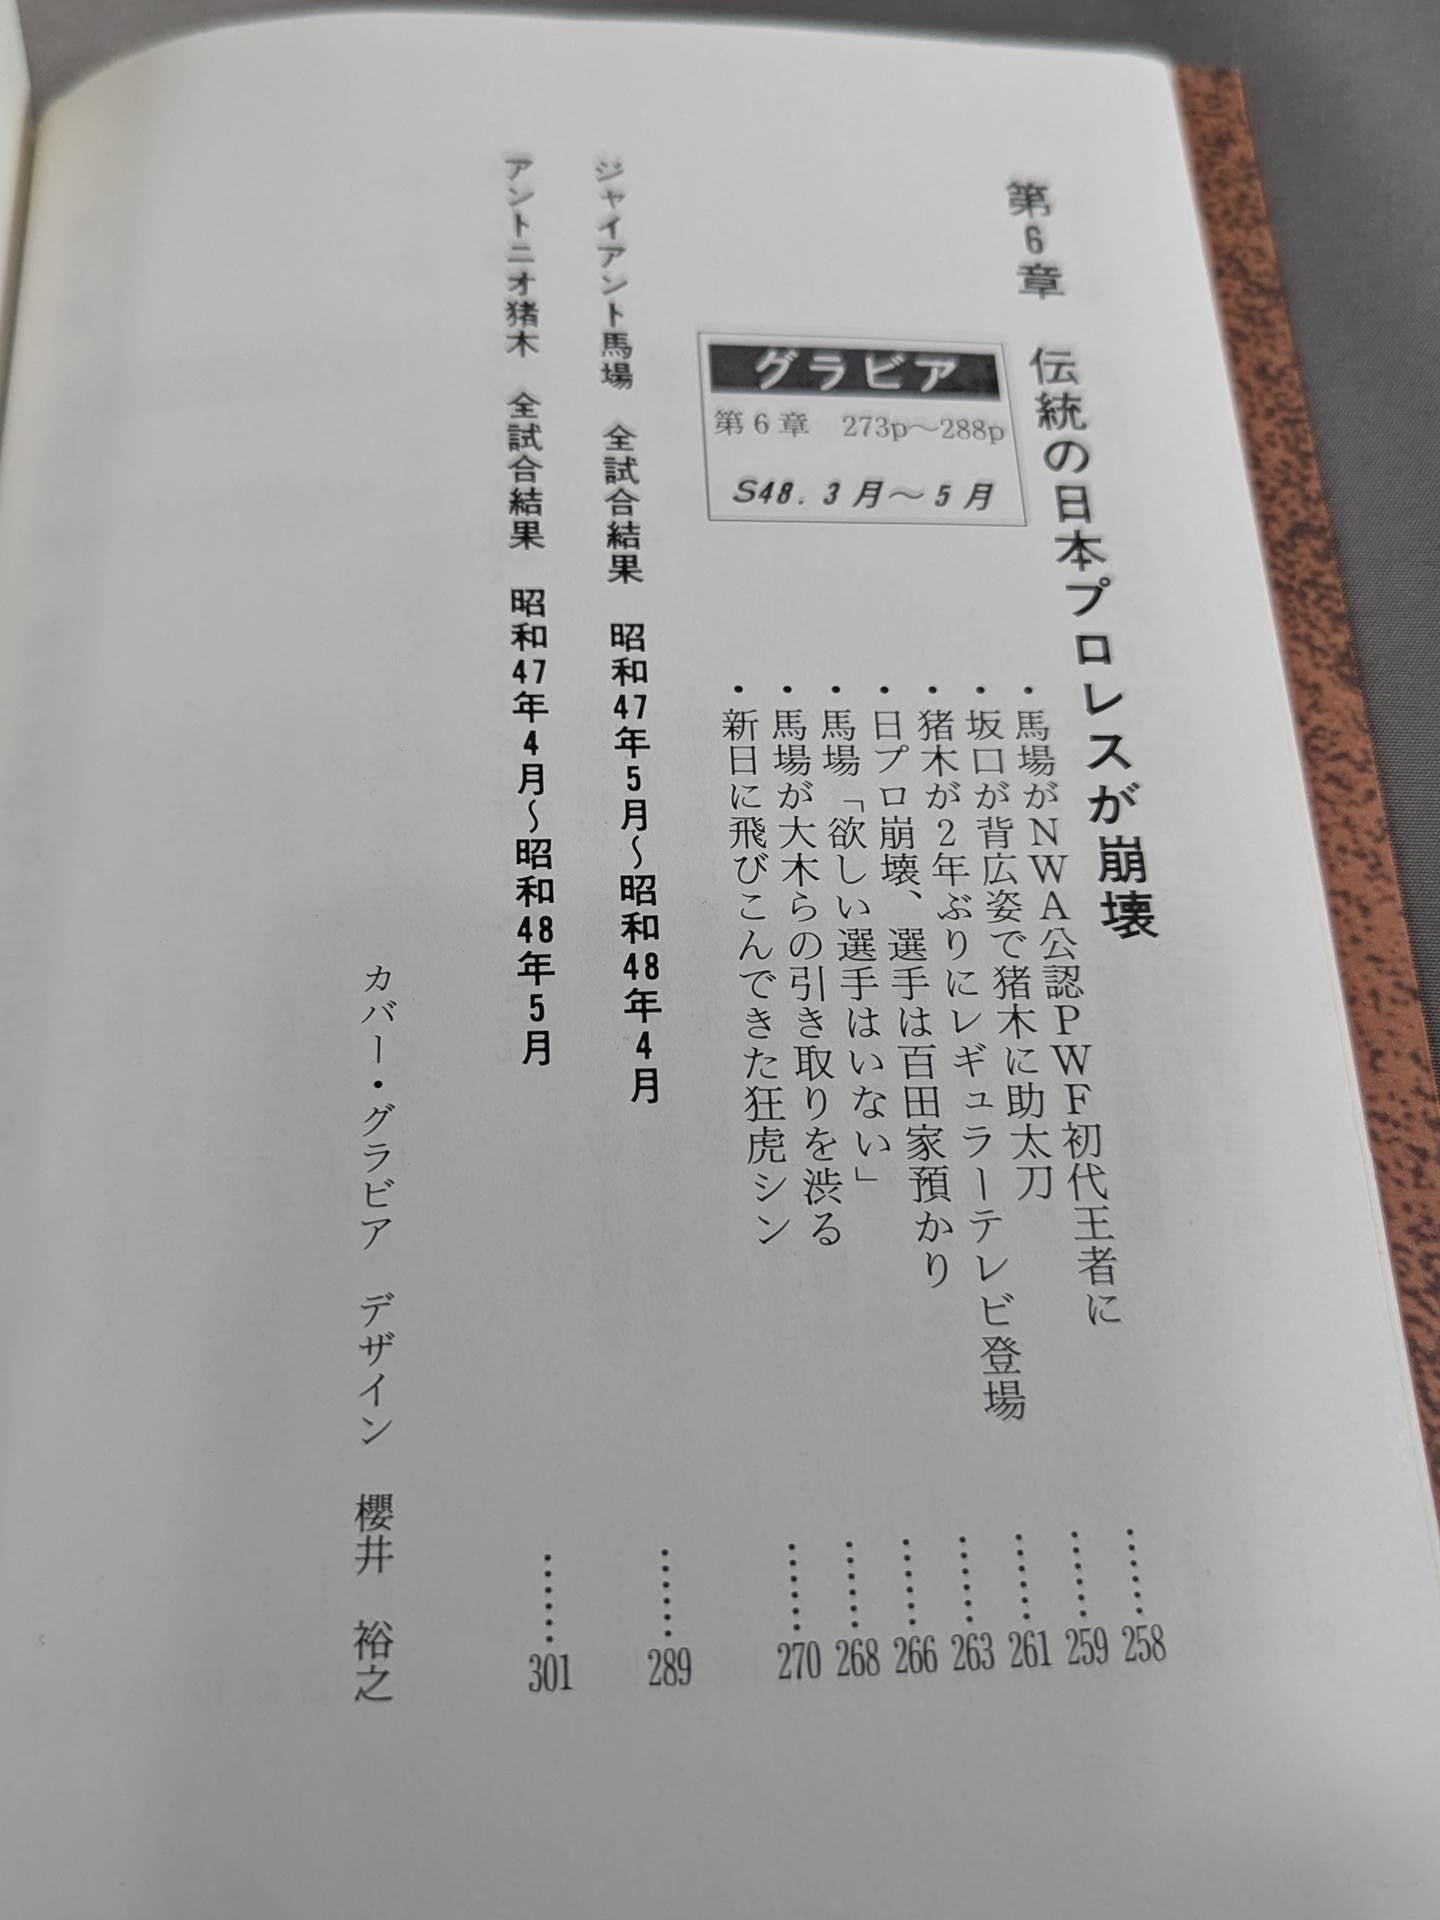 第6章　伝統の日本プロレスが崩壊
・馬場がNWA公認PWF初代王者に……258
・坂口が背広姿で猪木に助太刀……259
・猪木が2年ぶりにレギュラーテレビ登場……261
・日プロ崩壊、選手は百田家預かり……263
・馬場「欲しい選手はいない」……266
・馬場が大木らの引き取りを渋る……268
・新日に飛びこんできた狂虎シン……270
グラビア
第6章　273p～288p
S48.3月～5月
ジャイアント馬場　全試合結果　昭和47年5月～昭和48年4月……289
アントニオ猪木　全試合結果　昭和47年4月～昭和48年5月……301
カバー・グラビア　デザイン　櫻井　裕之